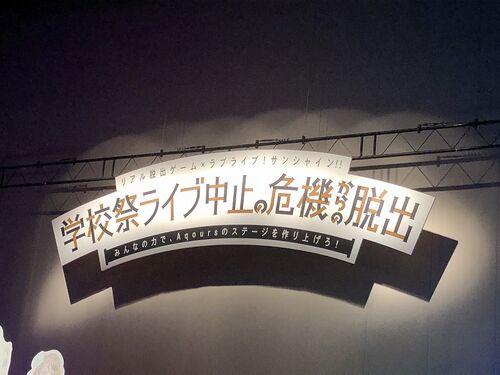 リアル脱出ゲーム×ラブライブ！サンシャイン!!
学校祭ライブ中止の危機からの脱出
みんなの力で、Aqoursのステージを作り上げろ！